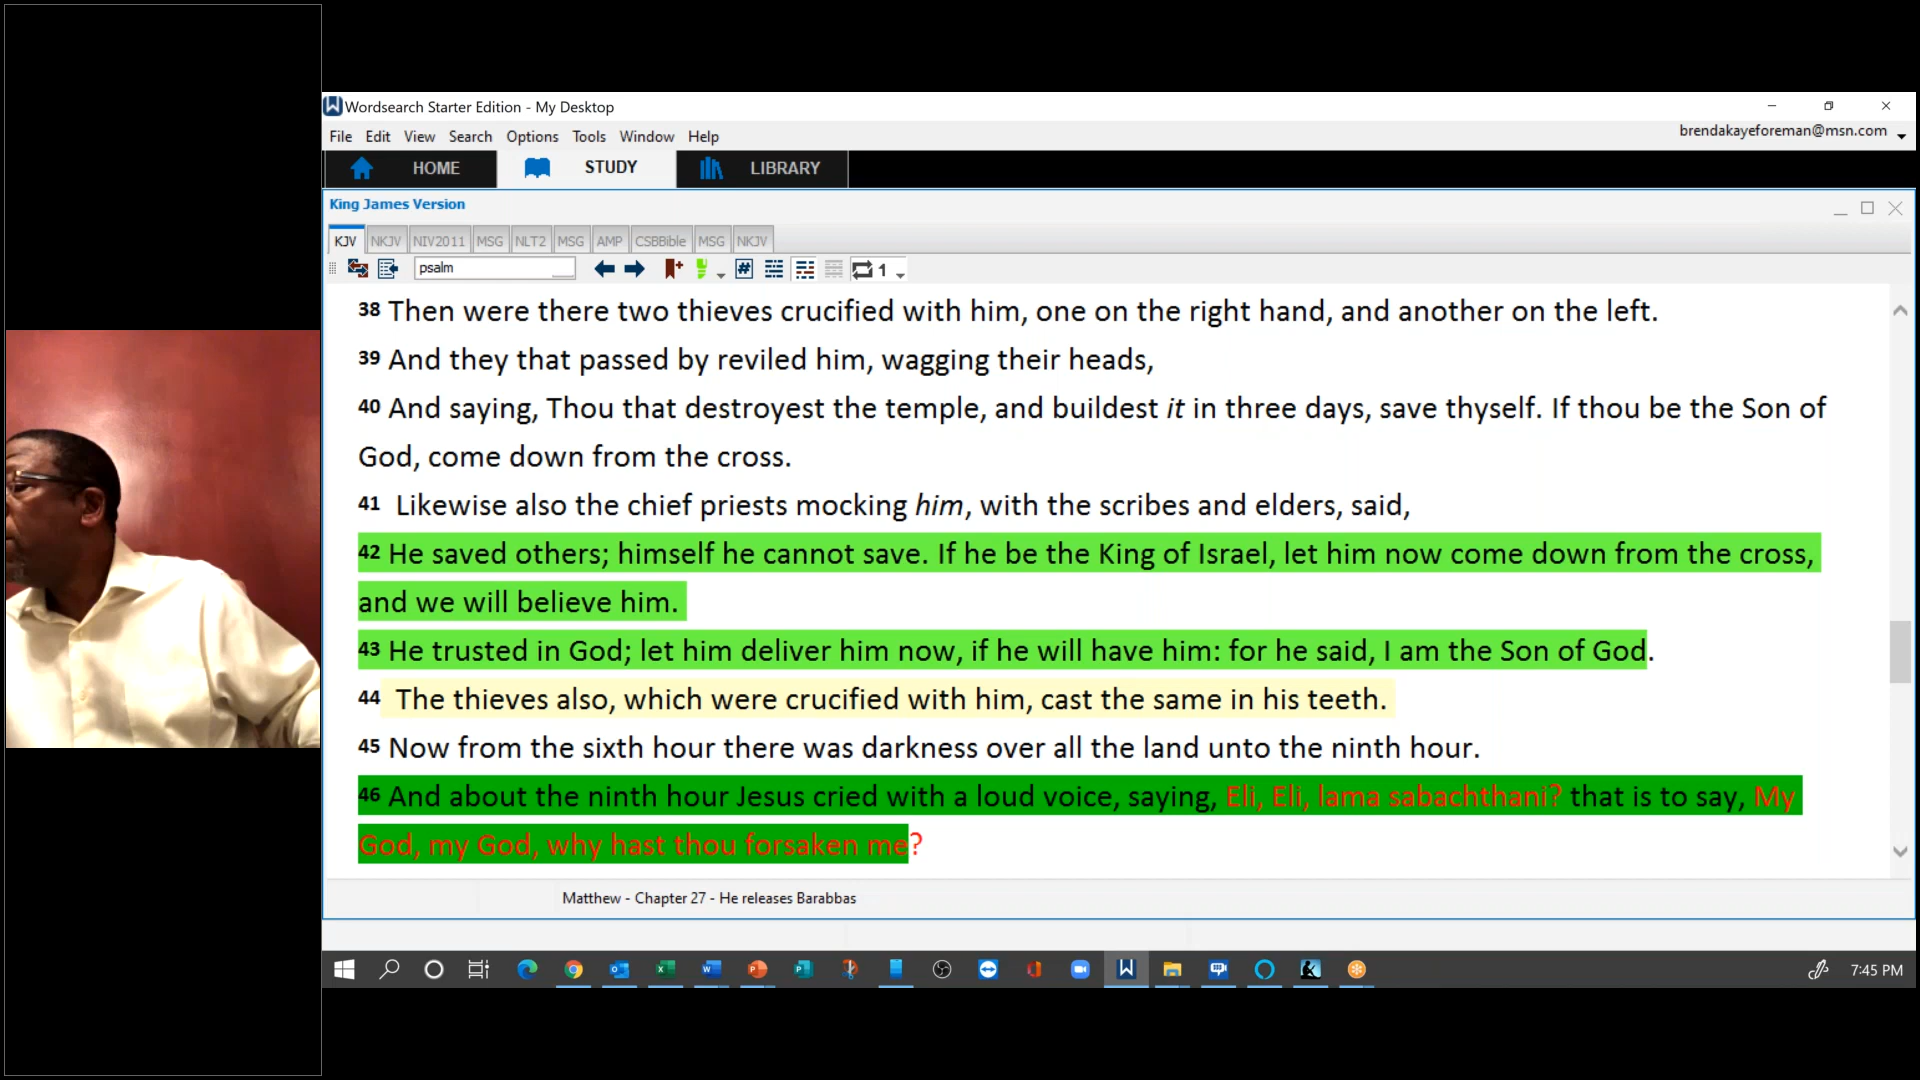 Wordsearch Starter Edition - My Desktop
File Edit View Search Options Tools Window Help
brendakayeforeman@msn.com
HOME STUDY LIBRARY
King James Version
KJV NKJV NIV2011 MSG NLT2 MSG AMP CSBBible MSG NKJV
psalm
1
38 Then were there two thieves crucified with him, one on the right hand, and another on the left.
39 And they that passed by reviled him, wagging their heads,
40 And saying, Thou that destroyest the temple, and buildest it in three days, save thyself. If thou be the Son of
God, come down from the cross.
41 Likewise also the chief priests mocking him, with the scribes and elders, said,
42 He saved others; himself he cannot save. If he be the King of Israel, let him now come down from the cross,
and we will believe him.
43 He trusted in God; let him deliver him now, if he will have him: for he said, I am the Son of God.
44 The thieves also, which were crucified with him, cast the same in his teeth.
45 Now from the sixth hour there was darkness over all the land unto the ninth hour.
46 And about the ninth hour Jesus cried with a loud voice, saying, Eli, Eli, lama sabachthani? that is to say, My
God, my God, why hast thou forsaken me?
Matthew - Chapter 27 - He releases Barabbas
7:45 PM